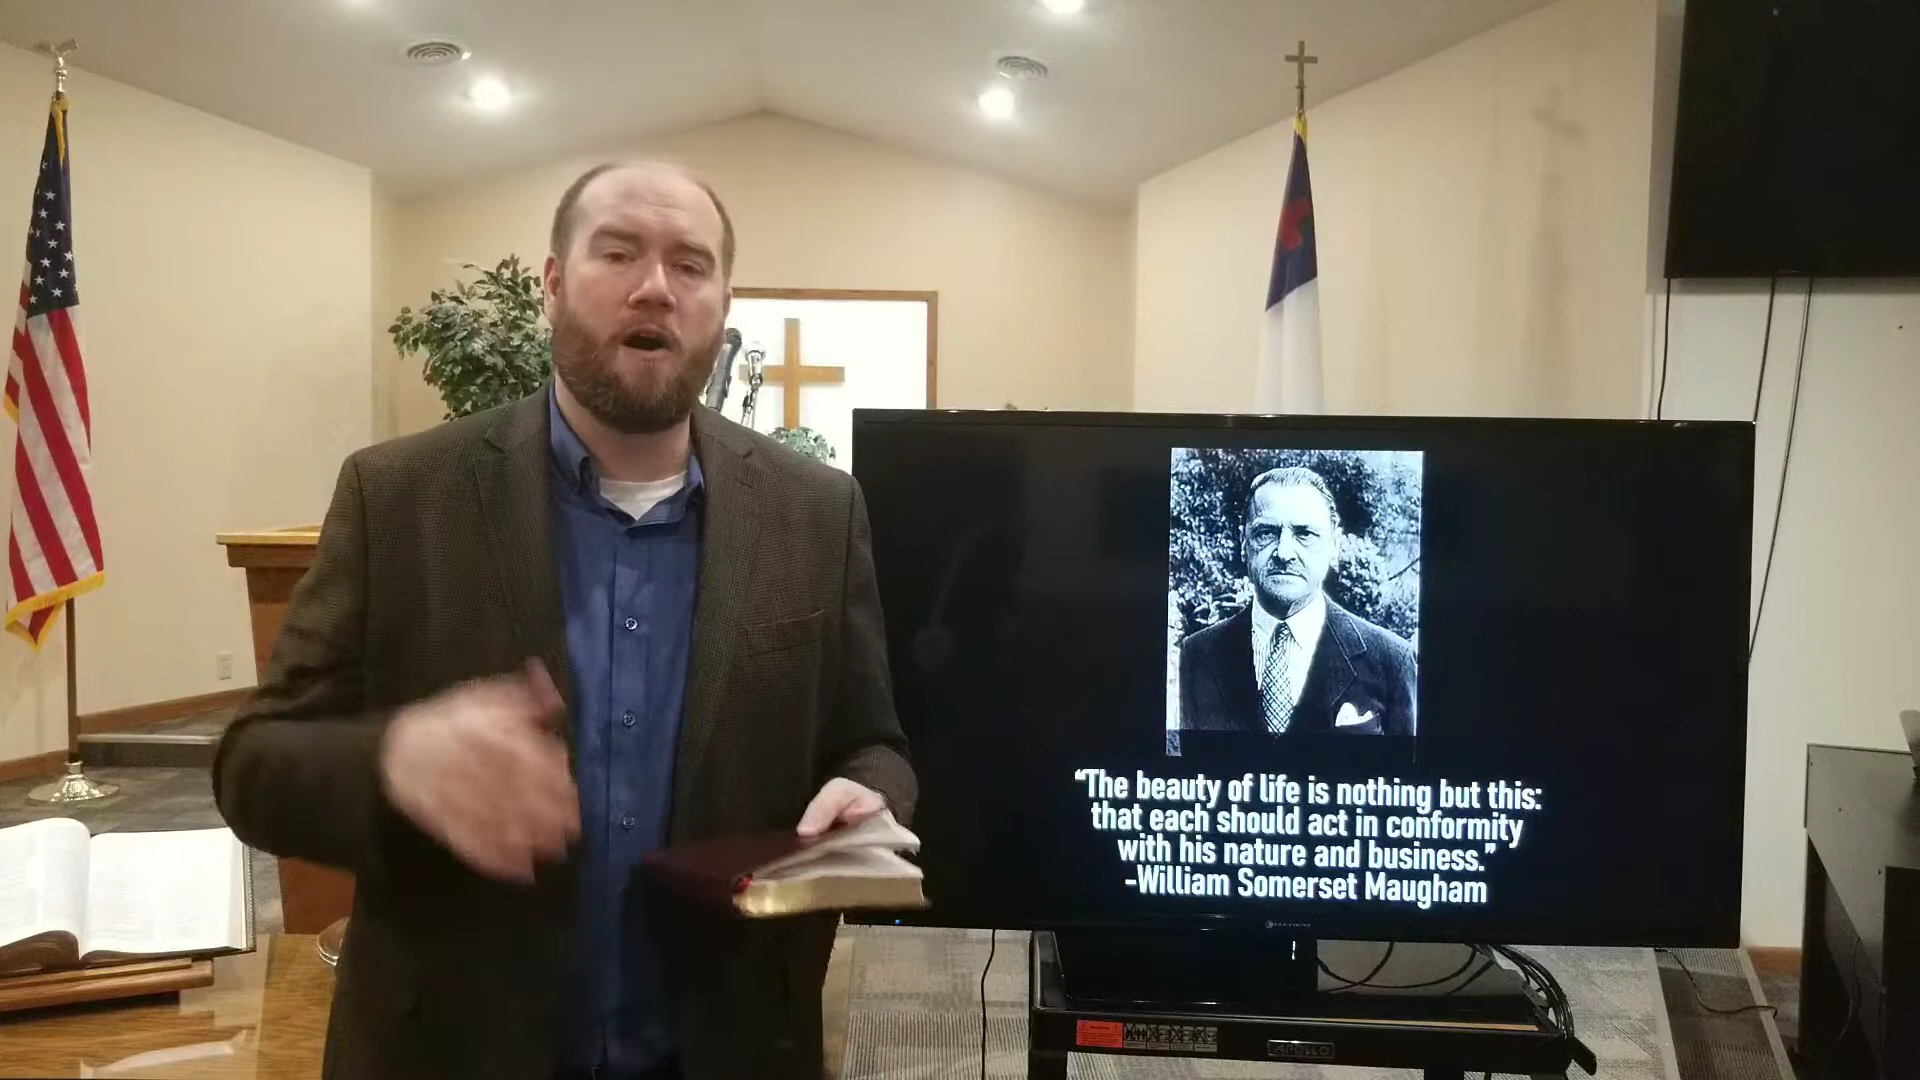 “The beauty of life is nothing but this:
that each should act in conformity
with his nature and business.”
-William Somerset Maugham
APOLLO